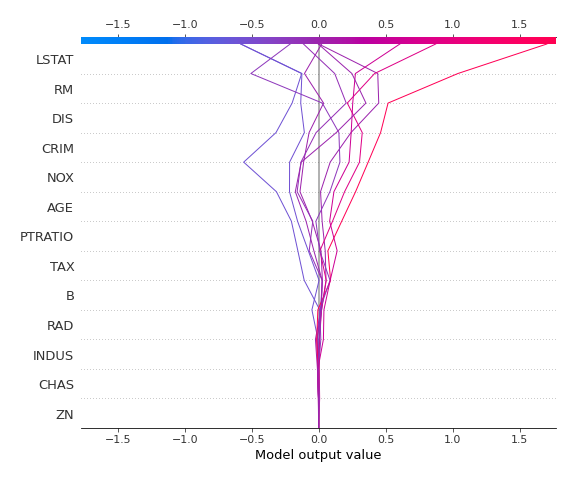 −1.5 −1.0 −0.5 0.0 0.5 1.0 1.5
LSTAT
RM
DIS
CRIM
NOX
AGE
PTRATIO
TAX
B
RAD
INDUS
CHAS
ZN
−1.5 −1.0 −0.5 0.0 0.5 1.0 1.5
Model output value